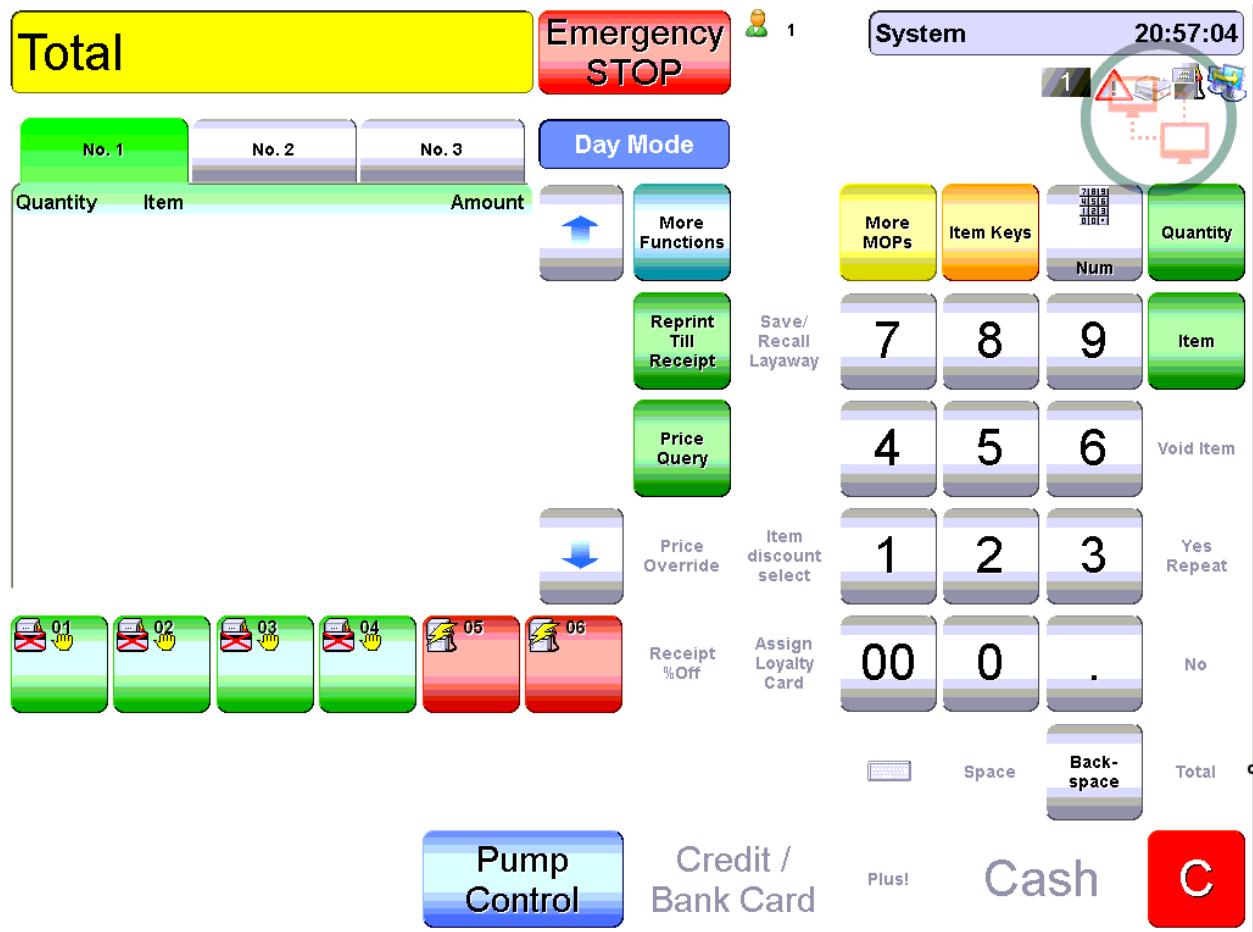 Total
Emergency
STOP
1
System
20:57:04
1
No. 1
No. 2
No. 3
Day Mode
Quantity
Item
Amount
More
Functions
More
MOPs
Item Keys
Num
Quantity
Reprint
Till
Receipt
Save/
Recall
Layaway
7
8
9
Item
Price
Query
4
5
6
Void Item
Price
Override
Item
discount
select
1
2
3
Yes
Repeat
01
02
03
04
05
06
Receipt
%Off
Assign
Loyalty
Card
00
0
.
No
Space
Back-
space
Total
Pump
Control
Credit /
Bank Card
Plus!
Cash
C